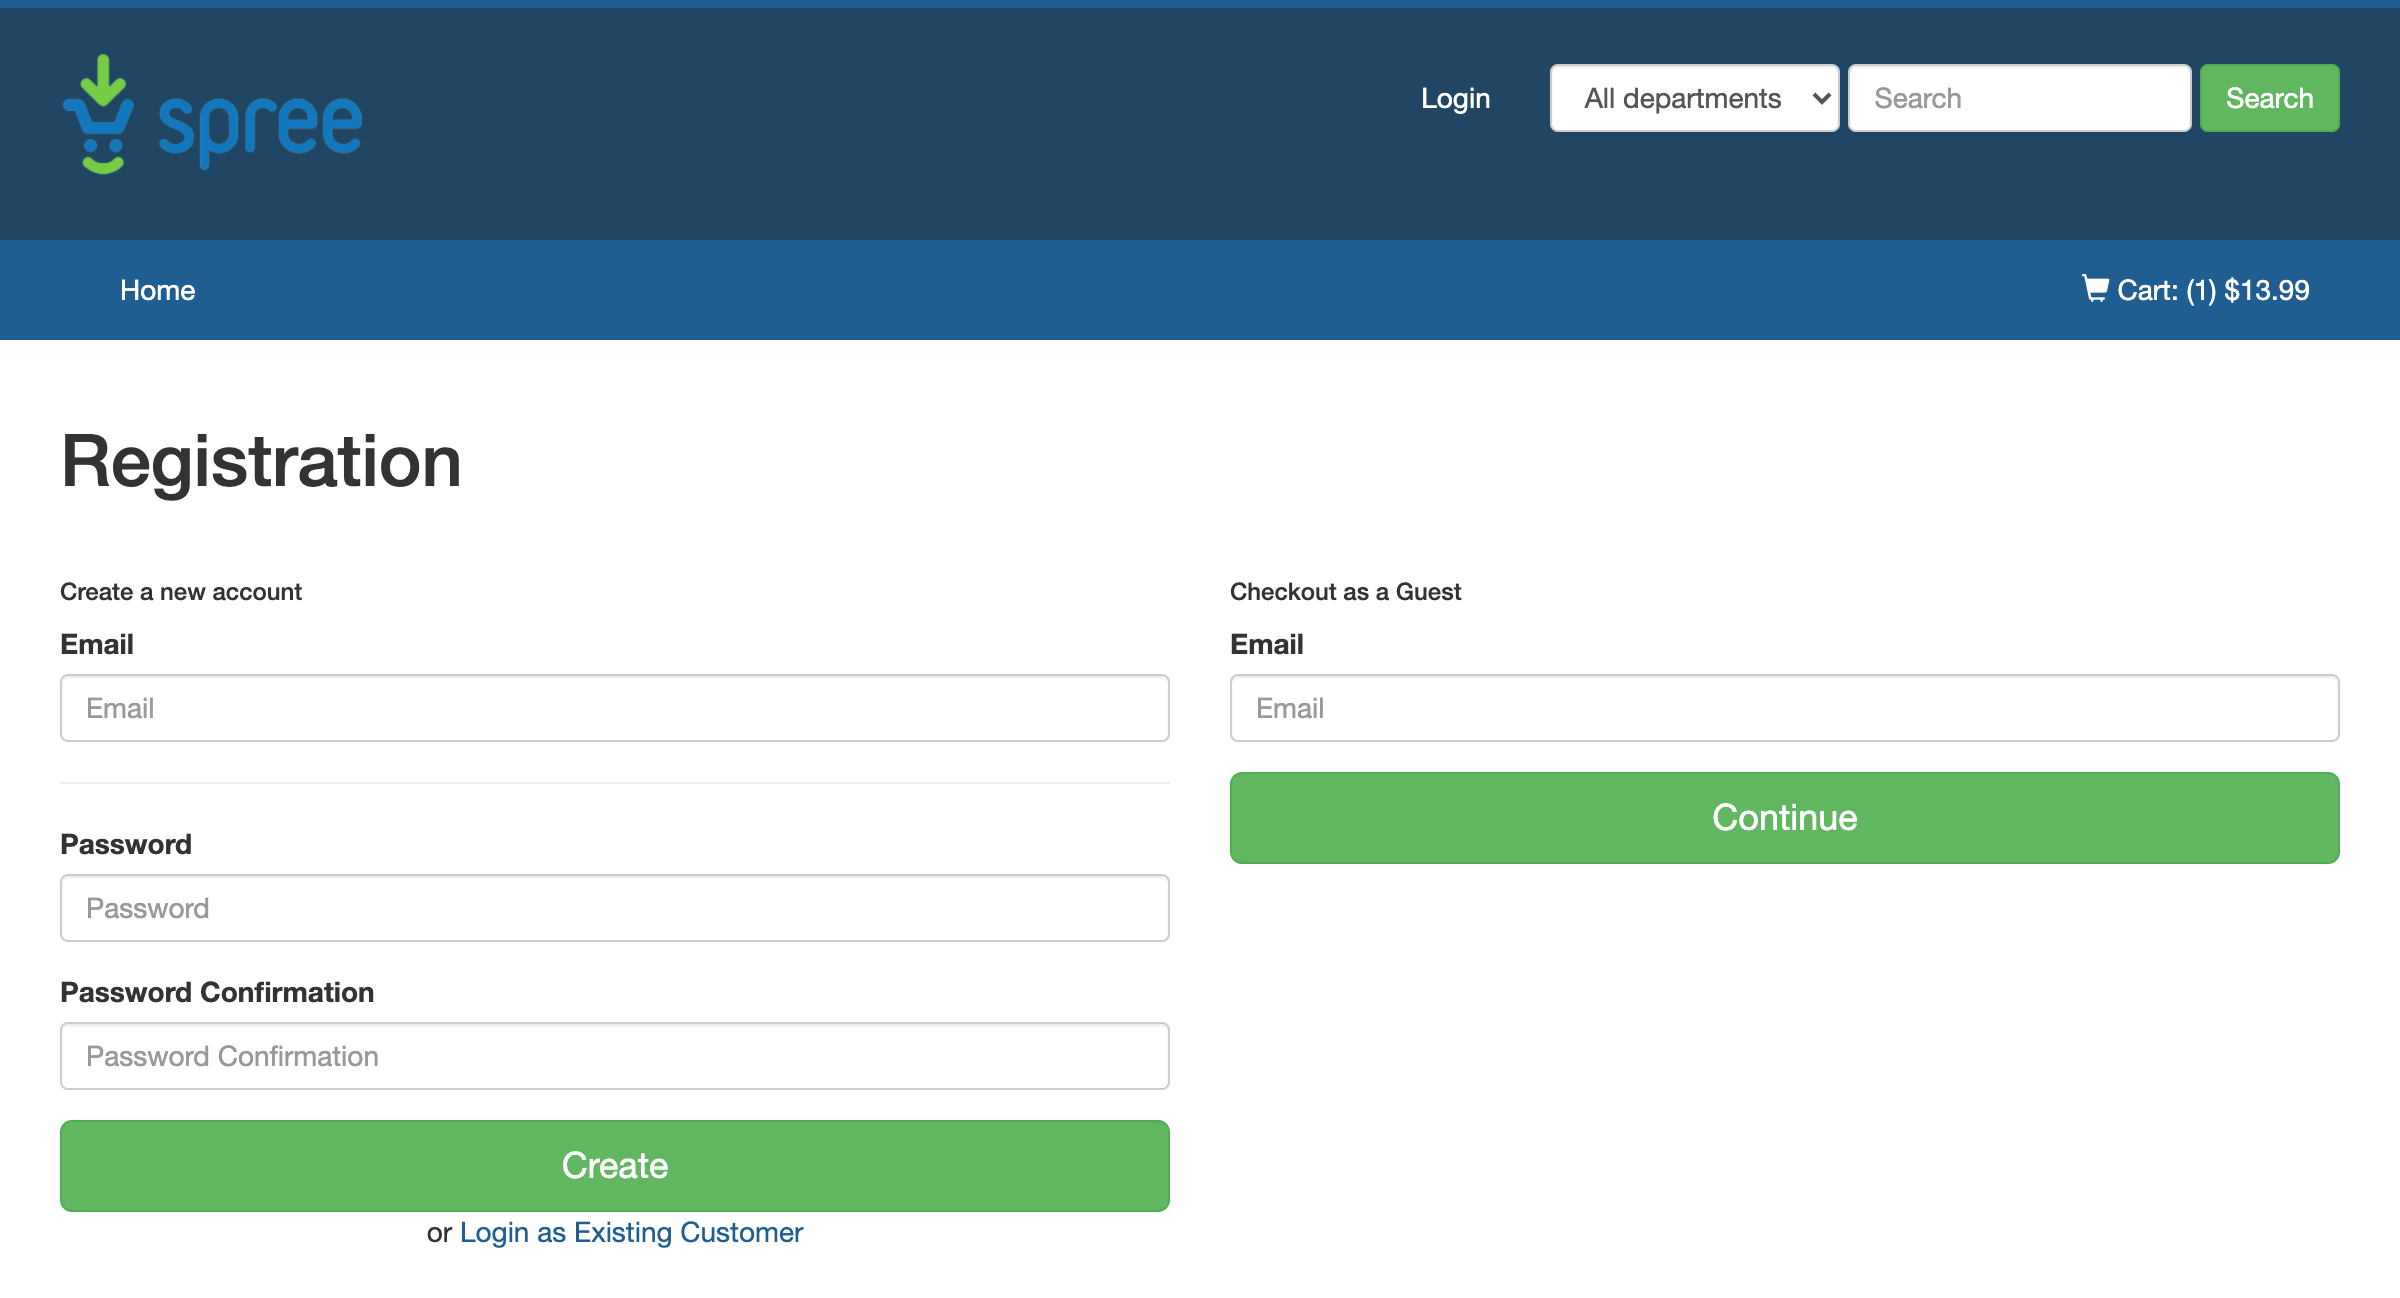 spree
Login
All departments
Search
Search
Home
Cart: (1) $13.99
Registration
Create a new account
Email
Email
Password
Password
Password Confirmation
Password Confirmation
Create
or Login as Existing Customer
Checkout as a Guest
Email
Email
Continue